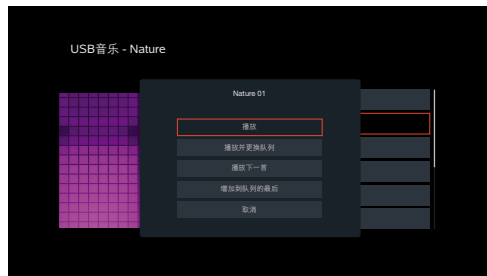 USB音乐 - Nature
Nature 01
播放
播放并更换队列
播放下一首
增加到队列的最后
取消